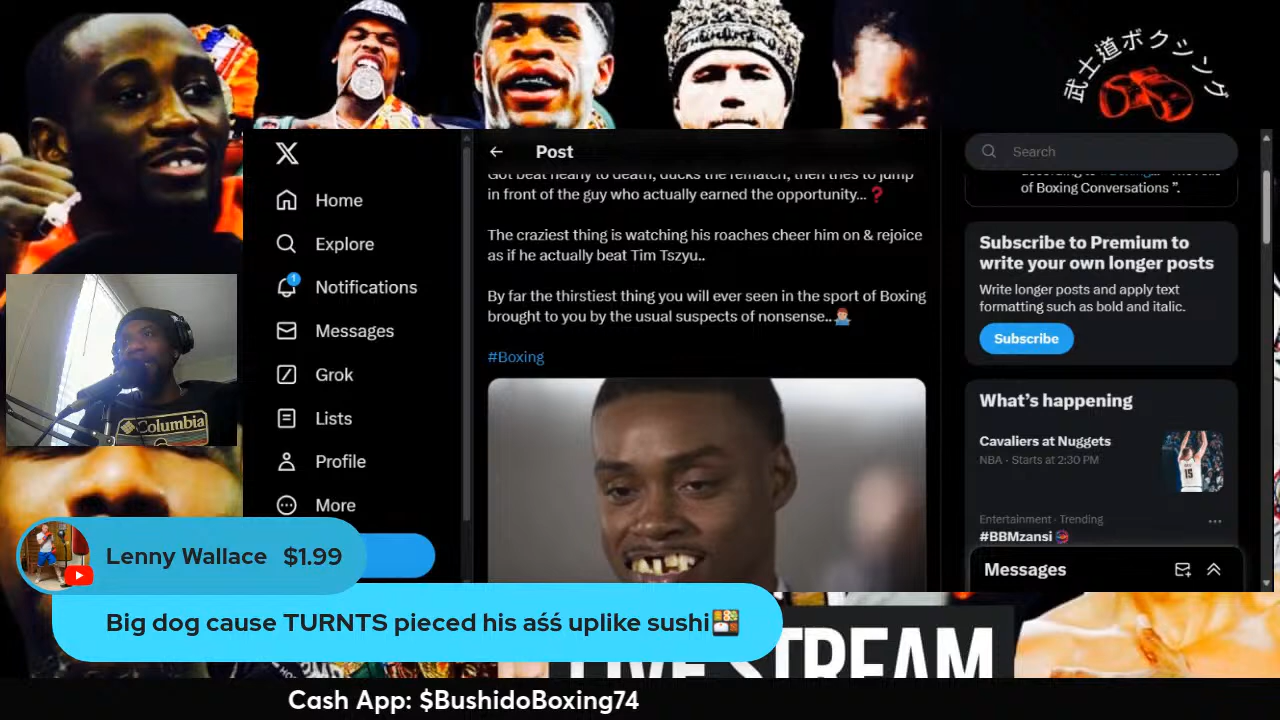 武士道ボクシング
Post
Search
Got beat nearly to death, ducks the rematch, then tries to jump
in front of the guy who actually earned the opportunity...❓
of Boxing Conversations ”.
Home
Explore
1
Notifications
Messages
Grok
Lists
Profile
More
The craziest thing is watching his roaches cheer him on & rejoice
as if he actually beat Tim Tszyu..
By far the thirstiest thing you will ever seen in the sport of Boxing
brought to you by the usual suspects of nonsense..🤷🏽‍♂️
#Boxing
Subscribe to Premium to
write your own longer posts
Write longer posts and apply text
formatting such as bold and italic.
Subscribe
What’s happening
Cavaliers at Nuggets
NBA · Starts at 2:30 PM
15
Entertainment · Trending
#BBMzansi
Messages
Columbia
Lenny Wallace $1.99
Big dog cause TURNTS pieced his aśś uplike sushi🍱
LIVE STREAM
Cash App: $BushidoBoxing74